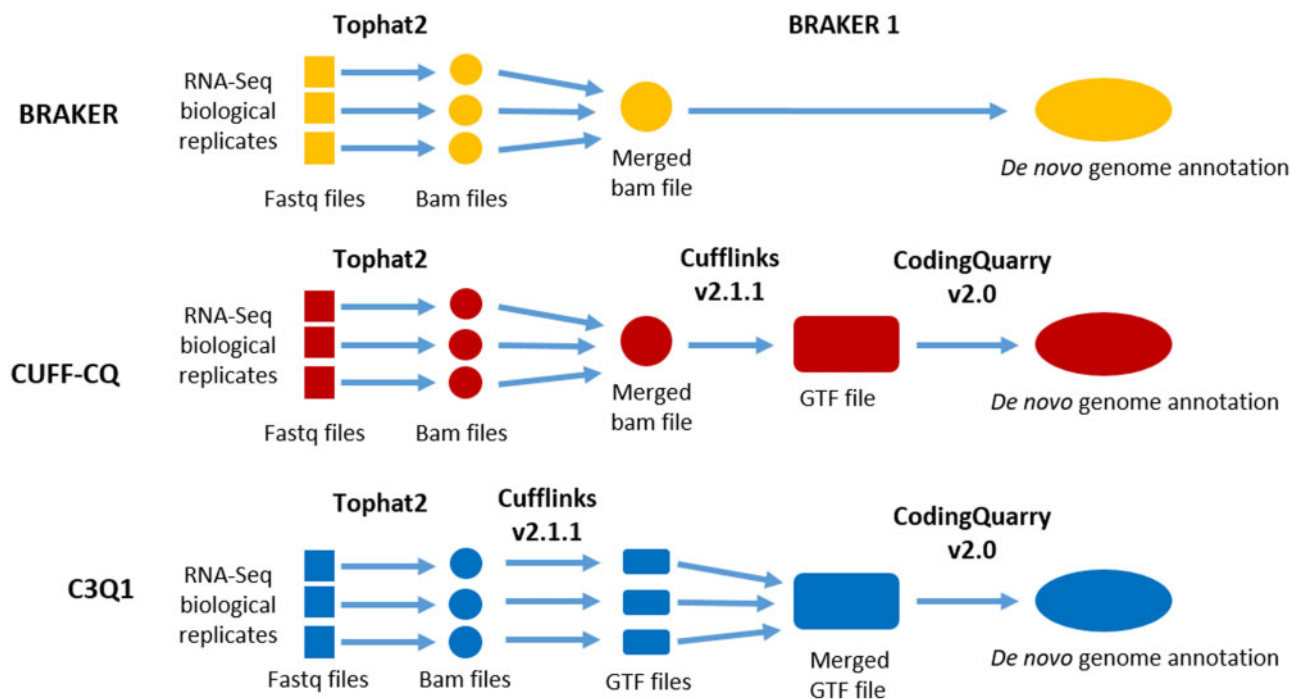 Tophat2
BRAKER 1
BRAKER
RNA-Seq
biological
replicates
Fastq files
Bam files
Merged
bam file
De novo genome annotation
Tophat2
Cufflinks
v2.1.1
CodingQuarry
v2.0
CUFF-CQ
RNA-Seq
biological
replicates
Fastq files
Bam files
Merged
bam file
GTF file
De novo genome annotation
Tophat2
Cufflinks
v2.1.1
CodingQuarry
v2.0
C3Q1
RNA-Seq
biological
replicates
Fastq files
Bam files
GTF files
Merged
GTF file
De novo genome annotation